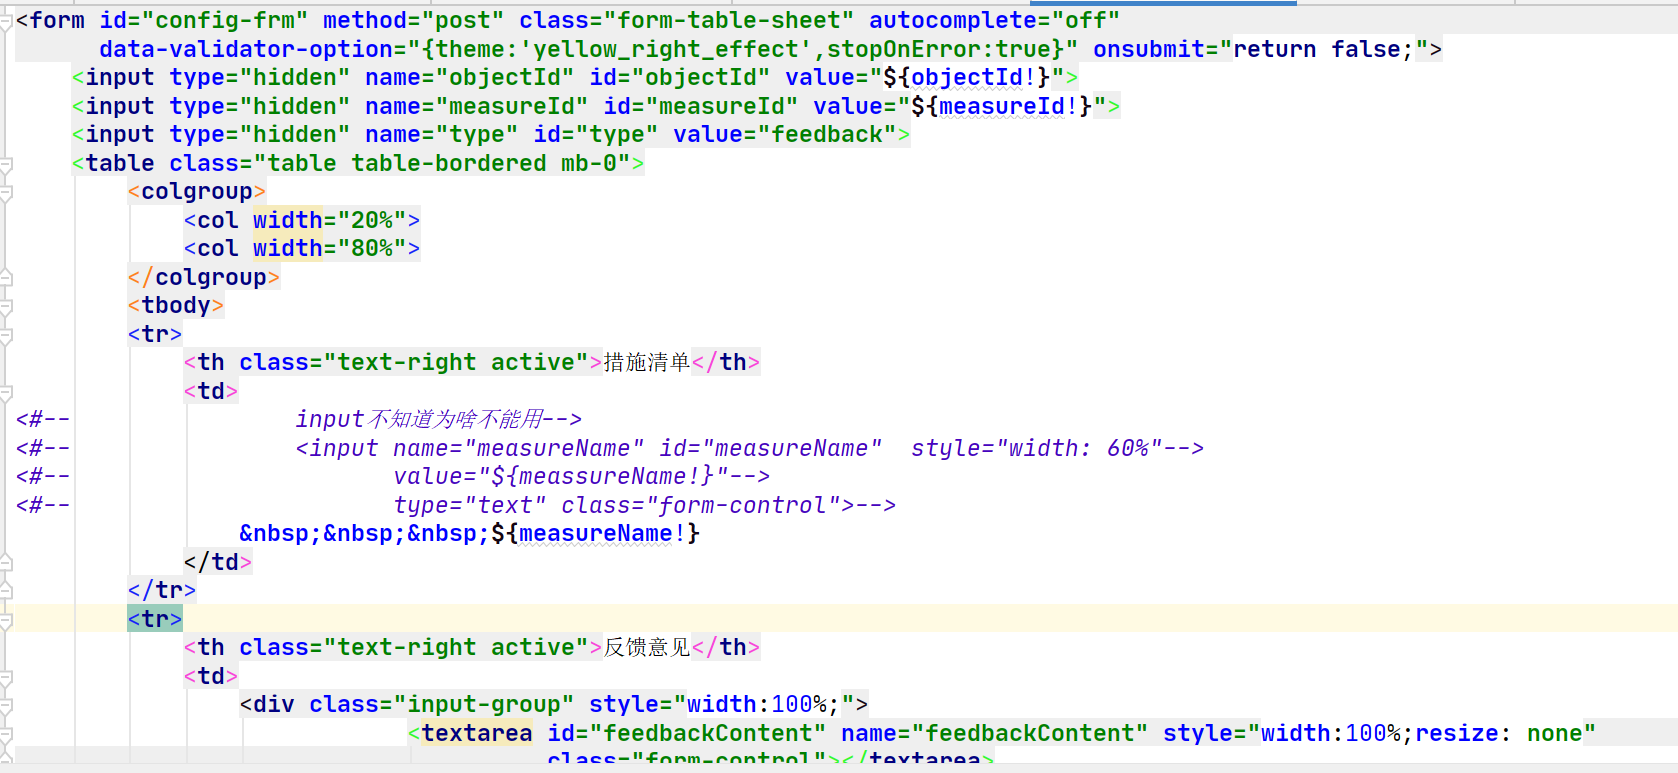 <form id="config-frm" method="post" class="form-table-sheet" autocomplete="off"
data-validator-option="{theme:'yellow_right_effect',stopOnError:true}" onsubmit="return false;">
<input type="hidden" name="objectId" id="objectId" value="${objectId!}">
<input type="hidden" name="measureId" id="measureId" value="${measureId!}">
<input type="hidden" name="type" id="type" value="feedback">
<table class="table table-bordered mb-0">
<colgroup>
<col width="20%">
<col width="80%">
</colgroup>
<tbody>
<tr>
<th class="text-right active">措施清单</th>
<td>
<#-- input不知道为啥不能用-->
<#-- <input name="measureName" id="measureName"  style="width: 60%"-->
<#-- value="${meassureName!}"-->
<#-- type="text" class="form-control">-->
&nbsp;&nbsp;&nbsp;${measureName!}
</td>
</tr>
<tr>
<th class="text-right active">反馈意见</th>
<td>
<div class="input-group" style="width:100%;">
<textarea id="feedbackContent" name="feedbackContent" style="width:100%;resize: none"
class="form-control"></textarea>